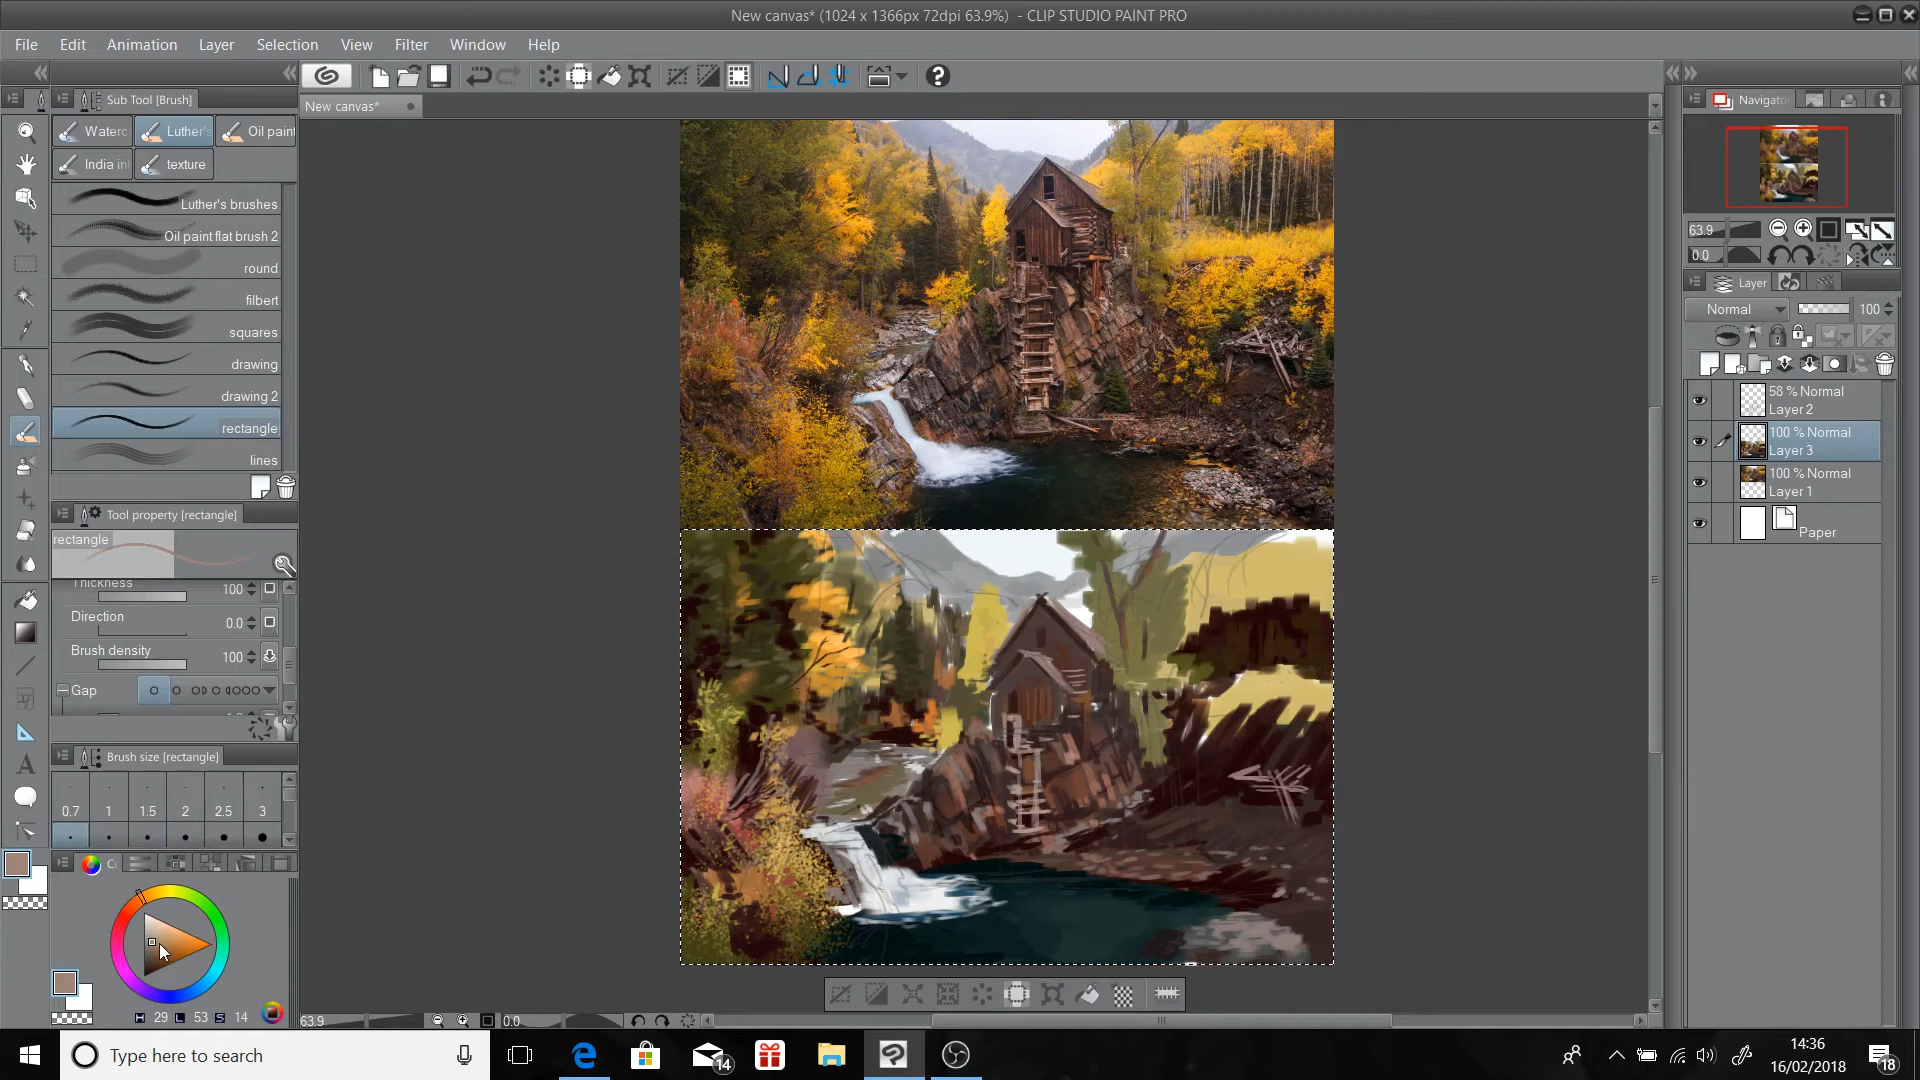 New canvas* (1024 x 1366px 72dpi 63.9%) - CLIP STUDIO PAINT PRO
File Edit Animation Layer Selection View Filter Window Help
Sub Tool [Brush]
New canvas*
Navigato
Waterc Luther's Oil paint
India in texture
Luther's brushes
Oil paint flat brush 2
round
filbert
squares
drawing
drawing 2
rectangle
lines
Tool property [rectangle]
rectangle
Thickness 100
Direction 0.0
Brush density 100
Gap
Brush size [rectangle]
0.7 1 1.5 2 2.5 3
H 29 L 53 S 14
63.9
0.0
Layer
Normal 100
58 % Normal
Layer 2
100 % Normal
Layer 3
100 % Normal
Layer 1
Paper
63.9 0.0
Type here to search
14
14:36
16/02/2018
18